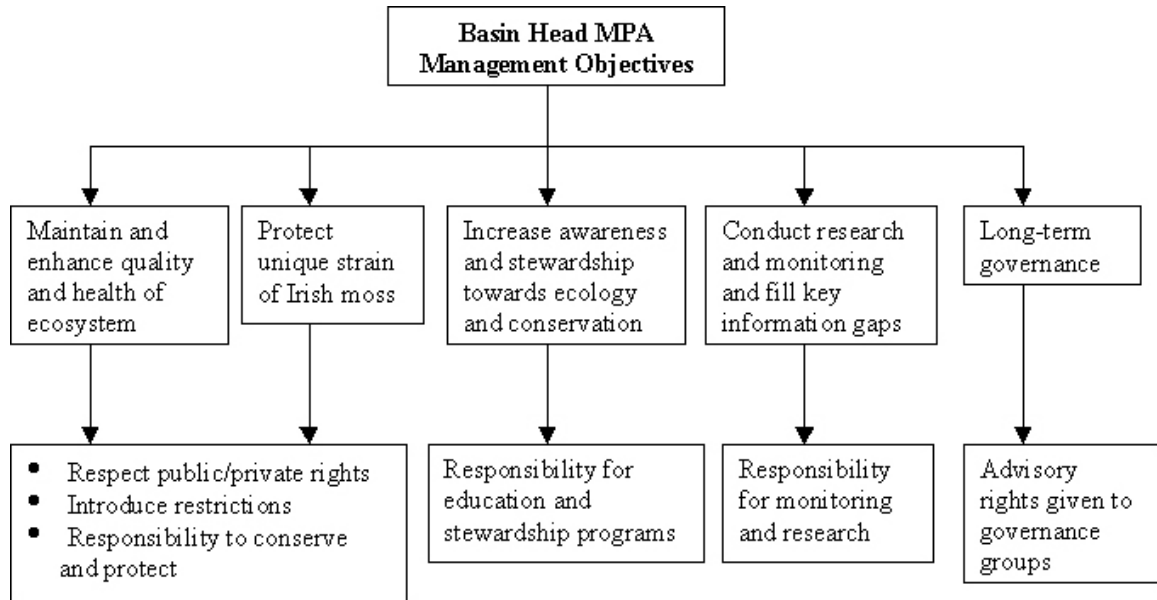 Basin Head MPA
Management Objectives
Maintain and
enhance quality
and health of
ecosystem
Protect
unique strain
of Irish moss
Increase awareness
and stewardship
towards ecology
and conservation
Conduct research
and monitoring
and fill key
information gaps
Long-term
governance
• Respect public/private rights
• Introduce restrictions
• Responsibility to conserve
and protect
Responsibility for
education and
stewardship programs
Responsibility
for monitoring
and research
Advisory
rights given to
governance
groups